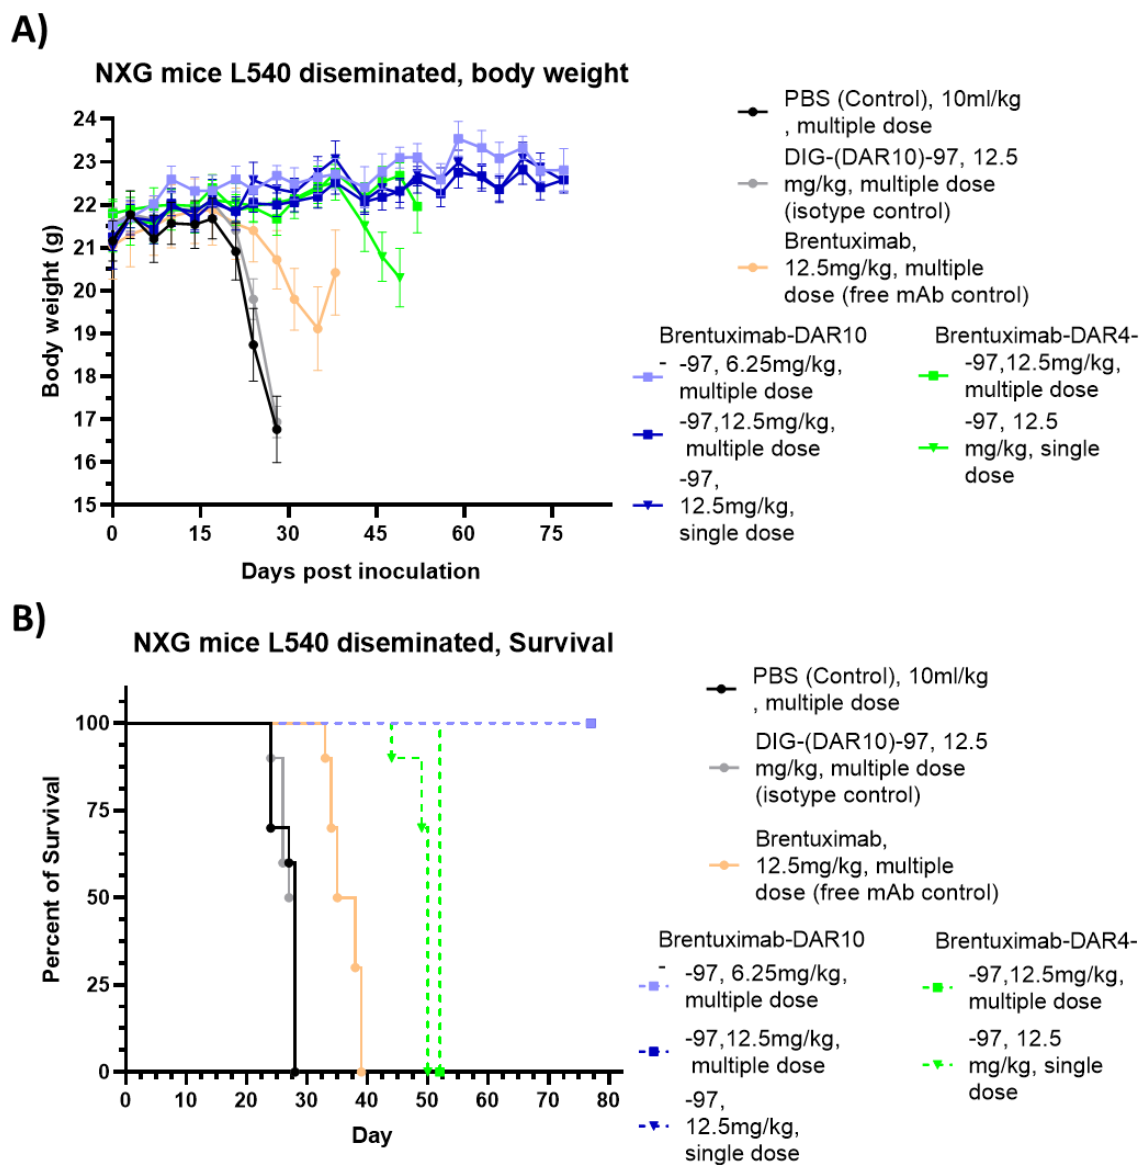 A)
NXG mice L540 diseminated, body weight
Body weight (g)
24
23
22
21
20
19
18
17
16
15
0
15
30
45
60
75
Days post inoculation
PBS (Control), 10ml/kg
, multiple dose
DIG-(DAR10)-97, 12.5
mg/kg, multiple dose
(isotype control)
Brentuximab,
12.5mg/kg, multiple
dose (free mAb control)
Brentuximab-DAR10
-
-97, 6.25mg/kg,
multiple dose
-97,12.5mg/kg,
multiple dose
-97,
12.5mg/kg,
single dose
Brentuximab-DAR4-
-97,12.5mg/kg,
multiple dose
-97, 12.5
mg/kg, single
dose
B)
NXG mice L540 diseminated, Survival
Percent of Survival
100
75
50
25
0
0
10
20
30
40
50
60
70
80
Day
PBS (Control), 10ml/kg
, multiple dose
DIG-(DAR10)-97, 12.5
mg/kg, multiple dose
(isotype control)
Brentuximab,
12.5mg/kg, multiple
dose (free mAb control)
Brentuximab-DAR10
-
-97, 6.25mg/kg,
multiple dose
-97,12.5mg/kg,
multiple dose
-97,
12.5mg/kg,
single dose
Brentuximab-DAR4-
-97,12.5mg/kg,
multiple dose
-97, 12.5
mg/kg, single
dose